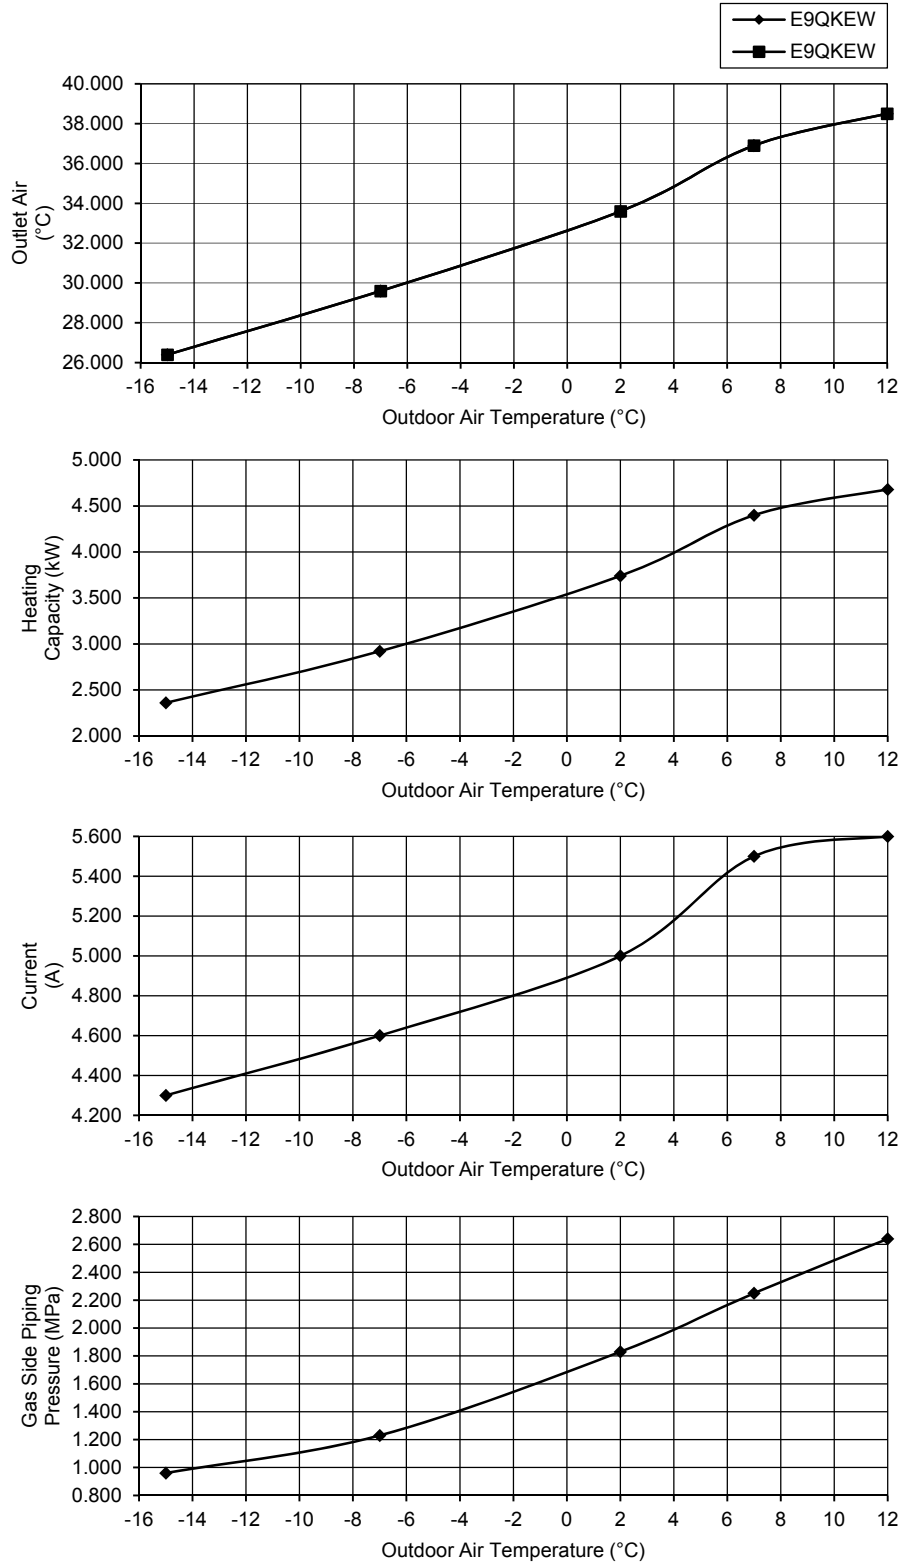 E9QKEW
E9QKEW
40.000
38.000
36.000
34.000
32.000
30.000
28.000
26.000
Outlet Air
(°C)
-16 -14 -12 -10 -8 -6 -4 -2 0 2 4 6 8 10 12
Outdoor Air Temperature (°C)
5.000
4.500
4.000
3.500
3.000
2.500
2.000
Heating
Capacity (kW)
-16 -14 -12 -10 -8 -6 -4 -2 0 2 4 6 8 10 12
Outdoor Air Temperature (°C)
5.600
5.400
5.200
5.000
4.800
4.600
4.400
4.200
Current
(A)
-16 -14 -12 -10 -8 -6 -4 -2 0 2 4 6 8 10 12
Outdoor Air Temperature (°C)
2.800
2.600
2.400
2.200
2.000
1.800
1.600
1.400
1.200
1.000
0.800
Gas Side Piping
Pressure (MPa)
-16 -14 -12 -10 -8 -6 -4 -2 0 2 4 6 8 10 12
Outdoor Air Temperature (°C)